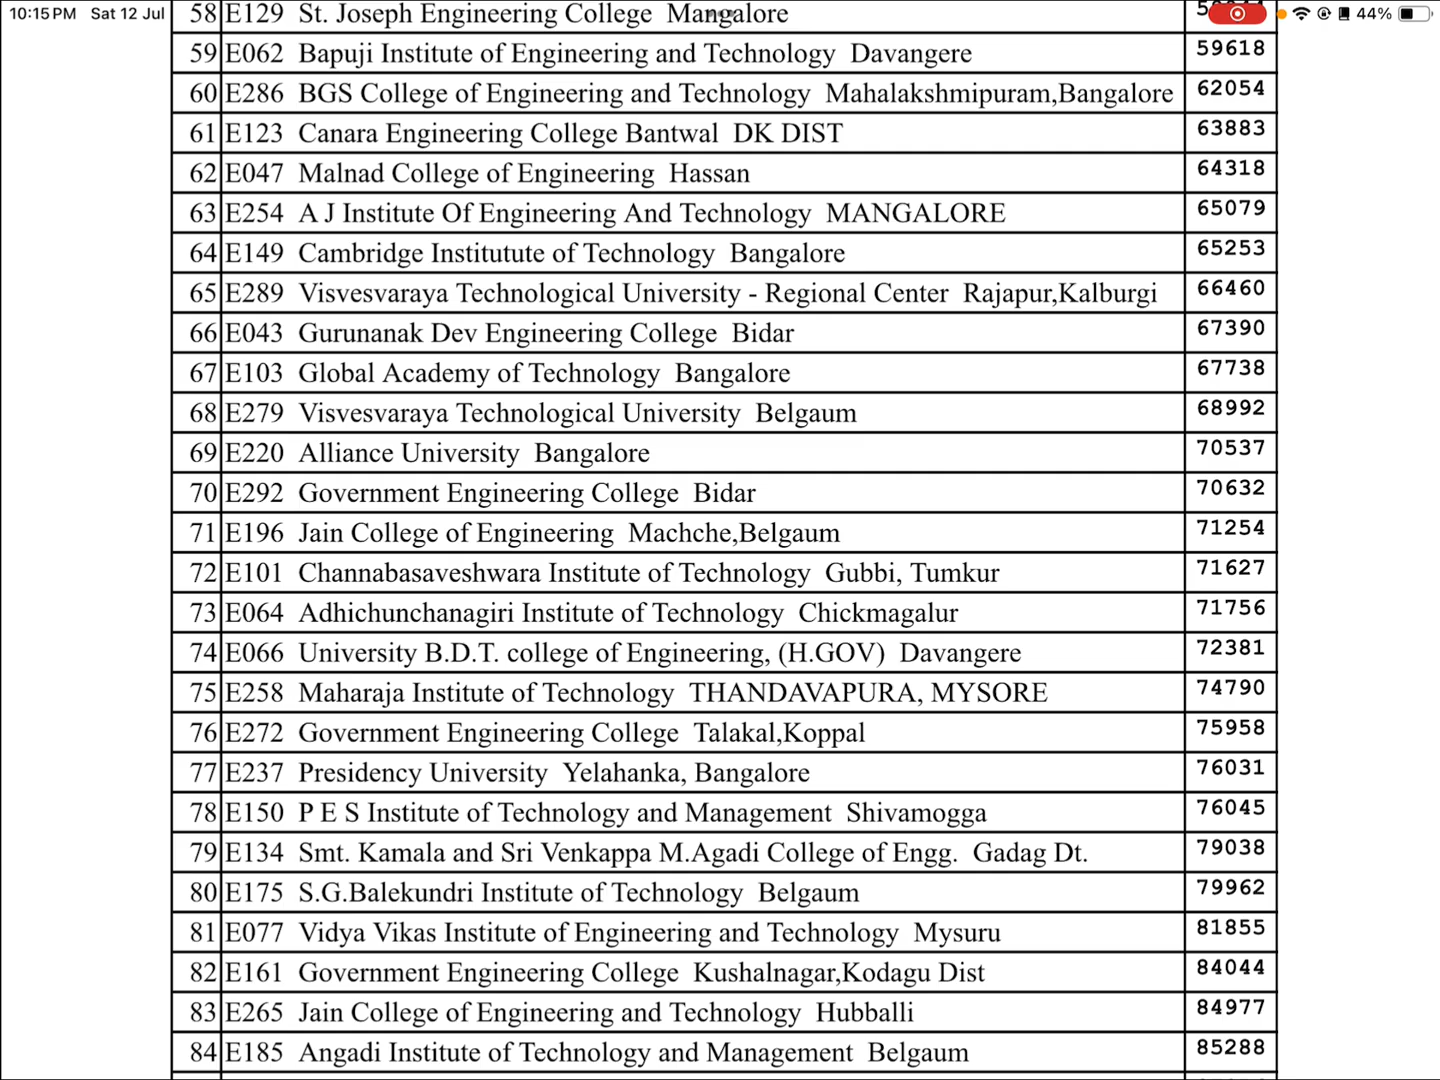 10:15 PM Sat 12 Jul 44%
58 E129 St. Joseph Engineering College Mangalore
59 E062 Bapuji Institute of Engineering and Technology Davangere 59618
60 E286 BGS College of Engineering and Technology Mahalakshmipuram,Bangalore 62054
61 E123 Canara Engineering College Bantwal DK DIST 63883
62 E047 Malnad College of Engineering Hassan 64318
63 E254 A J Institute Of Engineering And Technology MANGALORE 65079
64 E149 Cambridge Institutute of Technology Bangalore 65253
65 E289 Visvesvaraya Technological University - Regional Center Rajapur,Kalburgi 66460
66 E043 Gurunanak Dev Engineering College Bidar 67390
67 E103 Global Academy of Technology Bangalore 67738
68 E279 Visvesvaraya Technological University Belgaum 68992
69 E220 Alliance University Bangalore 70537
70 E292 Government Engineering College Bidar 70632
71 E196 Jain College of Engineering Machche,Belgaum 71254
72 E101 Channabasaveshwara Institute of Technology Gubbi, Tumkur 71627
73 E064 Adhichunchanagiri Institute of Technology Chickmagalur 71756
74 E066 University B.D.T. college of Engineering, (H.GOV) Davangere 72381
75 E258 Maharaja Institute of Technology THANDAVAPURA, MYSORE 74790
76 E272 Government Engineering College Talakal,Koppal 75958
77 E237 Presidency University Yelahanka, Bangalore 76031
78 E150 P E S Institute of Technology and Management Shivamogga 76045
79 E134 Smt. Kamala and Sri Venkappa M.Agadi College of Engg. Gadag Dt. 79038
80 E175 S.G.Balekundri Institute of Technology Belgaum 79962
81 E077 Vidya Vikas Institute of Engineering and Technology Mysuru 81855
82 E161 Government Engineering College Kushalnagar,Kodagu Dist 84044
83 E265 Jain College of Engineering and Technology Hubballi 84977
84 E185 Angadi Institute of Technology and Management Belgaum 85288